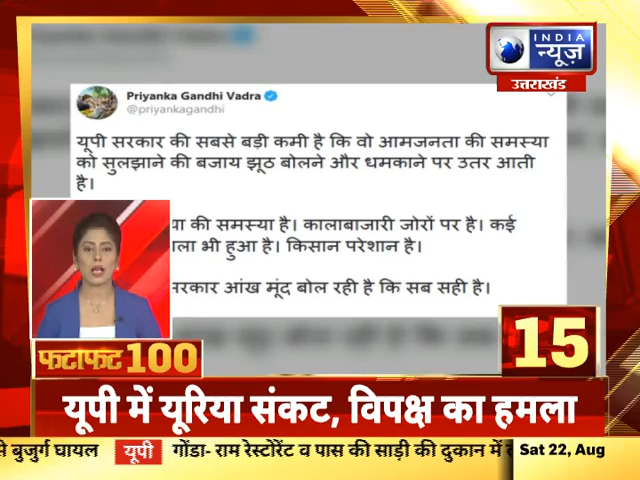 INDIA
न्यूज़
उत्तराखंड
Priyanka Gandhi Vadra
@priyankagandhi
यूपी सरकार की सबसे बड़ी कमी है कि वो आमजनता की समस्या
को सुलझाने की बजाय झूठ बोलने और धमकाने पर उतर आती
है।
की समस्या है। कालाबाजारी जोरों पर है। कई
भी हुआ है। किसान परेशान है।
सरकार आंख मूंद बोल रही है कि सब सही है।
फटाफट 100
15
यूपी में यूरिया संकट, विपक्ष का हमला
से बुजुर्ग घायल
यूपी
गोंडा- राम रेस्टोरेंट व पास की साड़ी की दुकान में
Sat 22, Aug